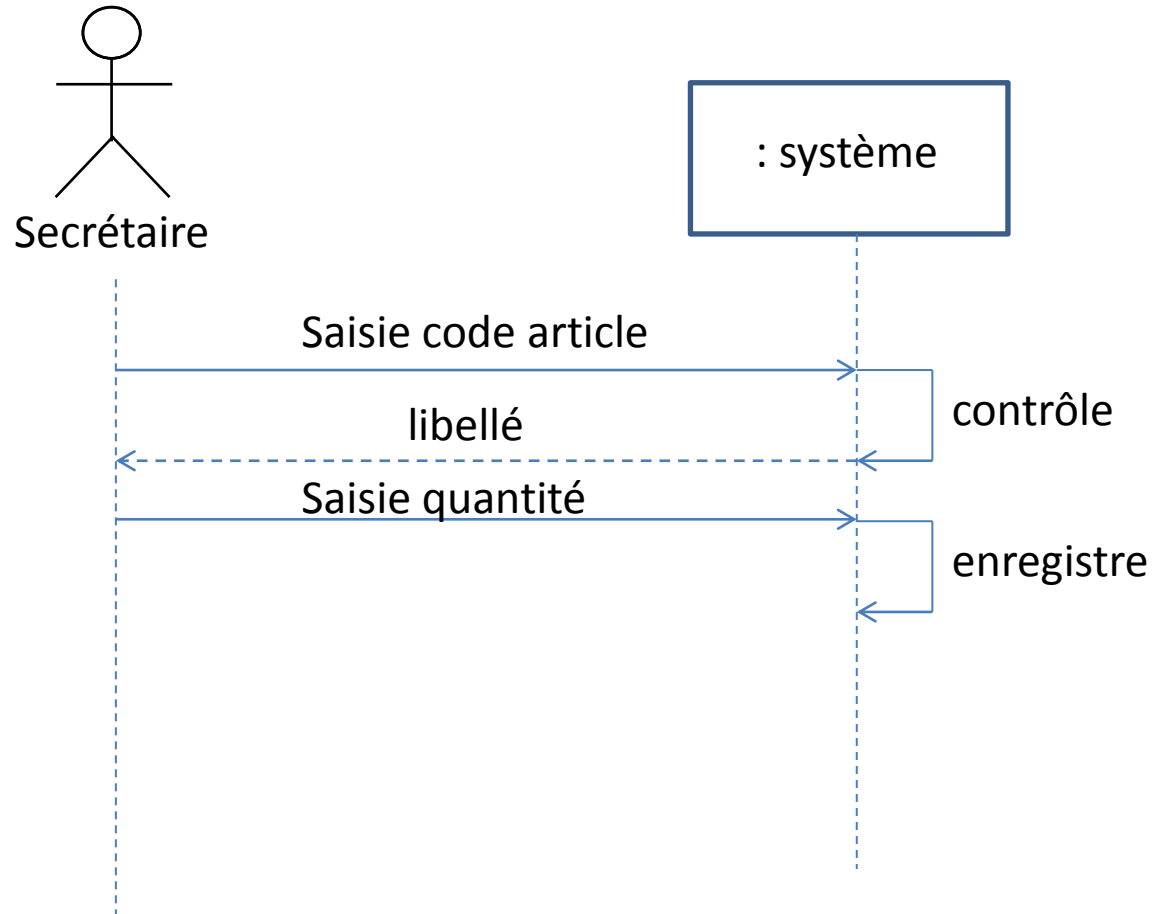 : système
Secrétaire
Saisie code article
contrôle
libellé
Saisie quantité
enregistre